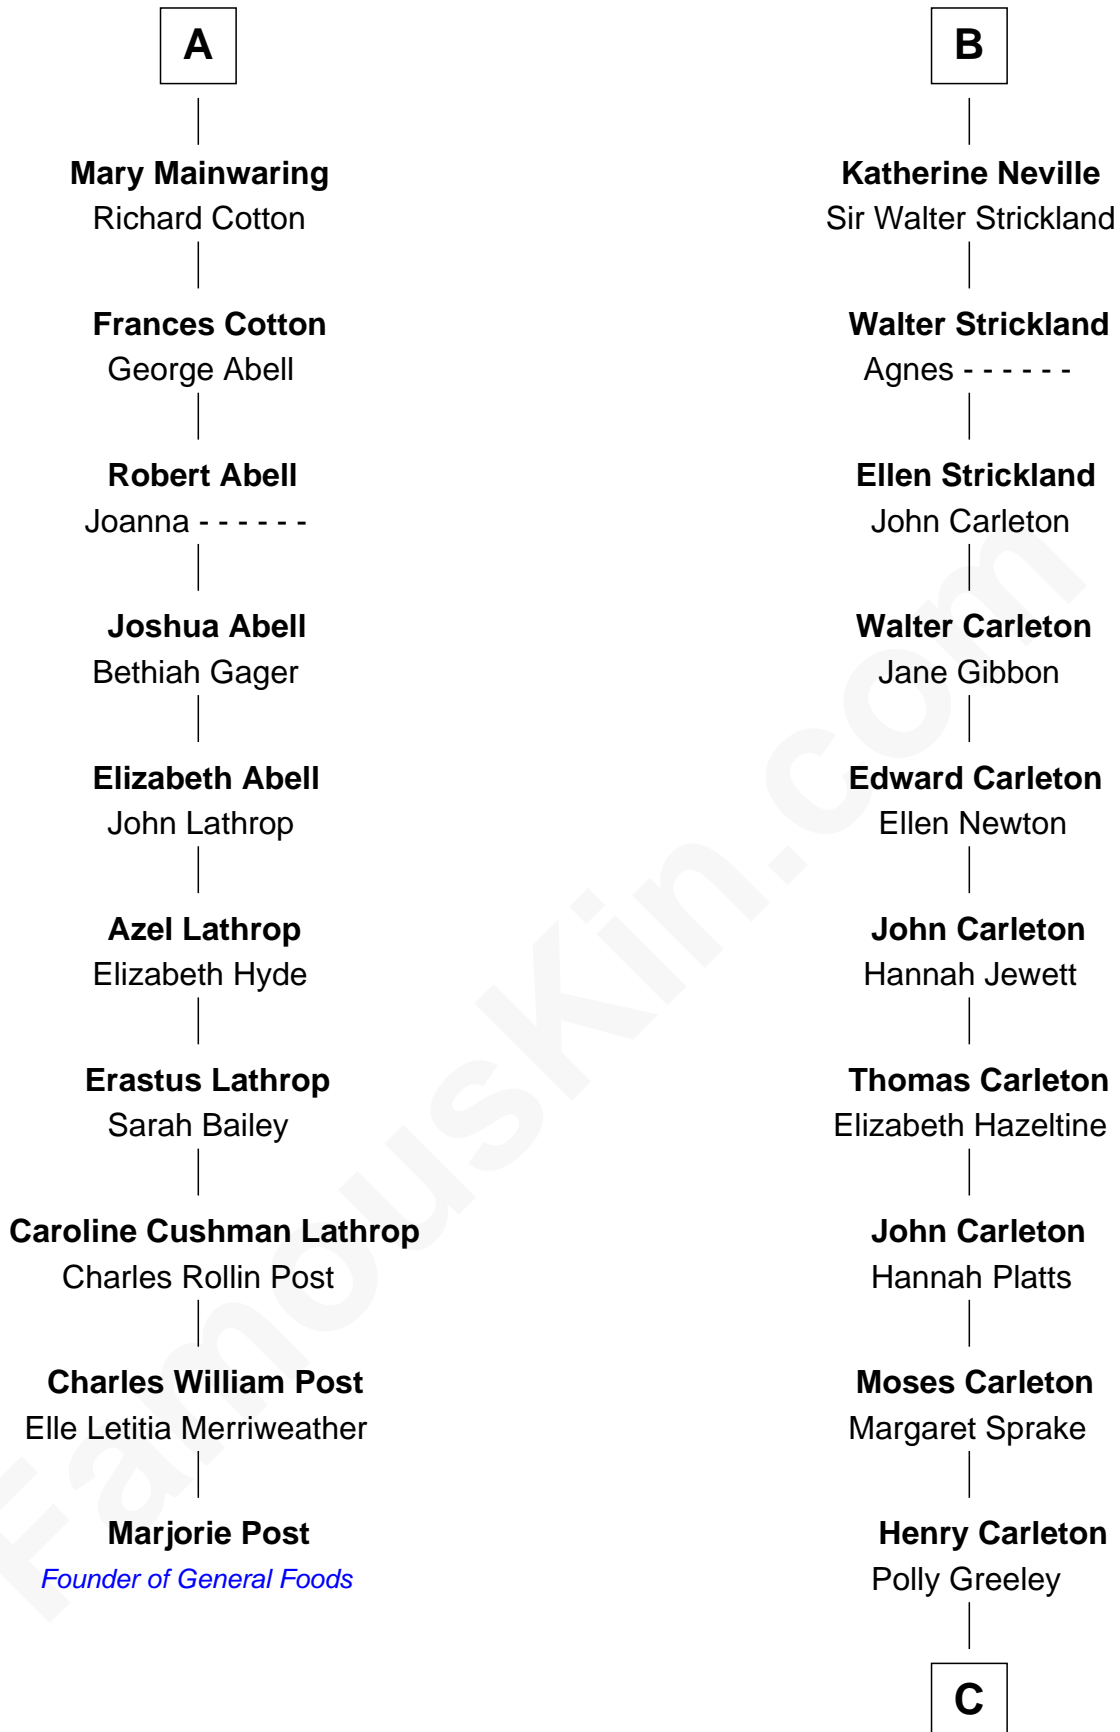 A
Mary Mainwaring
Richard Cotton
Frances Cotton
George Abell
Robert Abell
Joanna - - - - - -
Joshua Abell
Bethiah Gager
Elizabeth Abell
John Lathrop
Azel Lathrop
Elizabeth Hyde
Erastus Lathrop
Sarah Bailey
Caroline Cushman Lathrop
Charles Rollin Post
Charles William Post
Elle Letitia Merriweather
Marjorie Post
Founder of General Foods
B
Katherine Neville
Sir Walter Strickland
Walter Strickland
Agnes - - - - - -
Ellen Strickland
John Carleton
Walter Carleton
Jane Gibbon
Edward Carleton
Ellen Newton
John Carleton
Hannah Jewett
Thomas Carleton
Elizabeth Hazeltine
John Carleton
Hannah Platts
Moses Carleton
Margaret Sprake
Henry Carleton
Polly Greeley
C
FamousKin.com